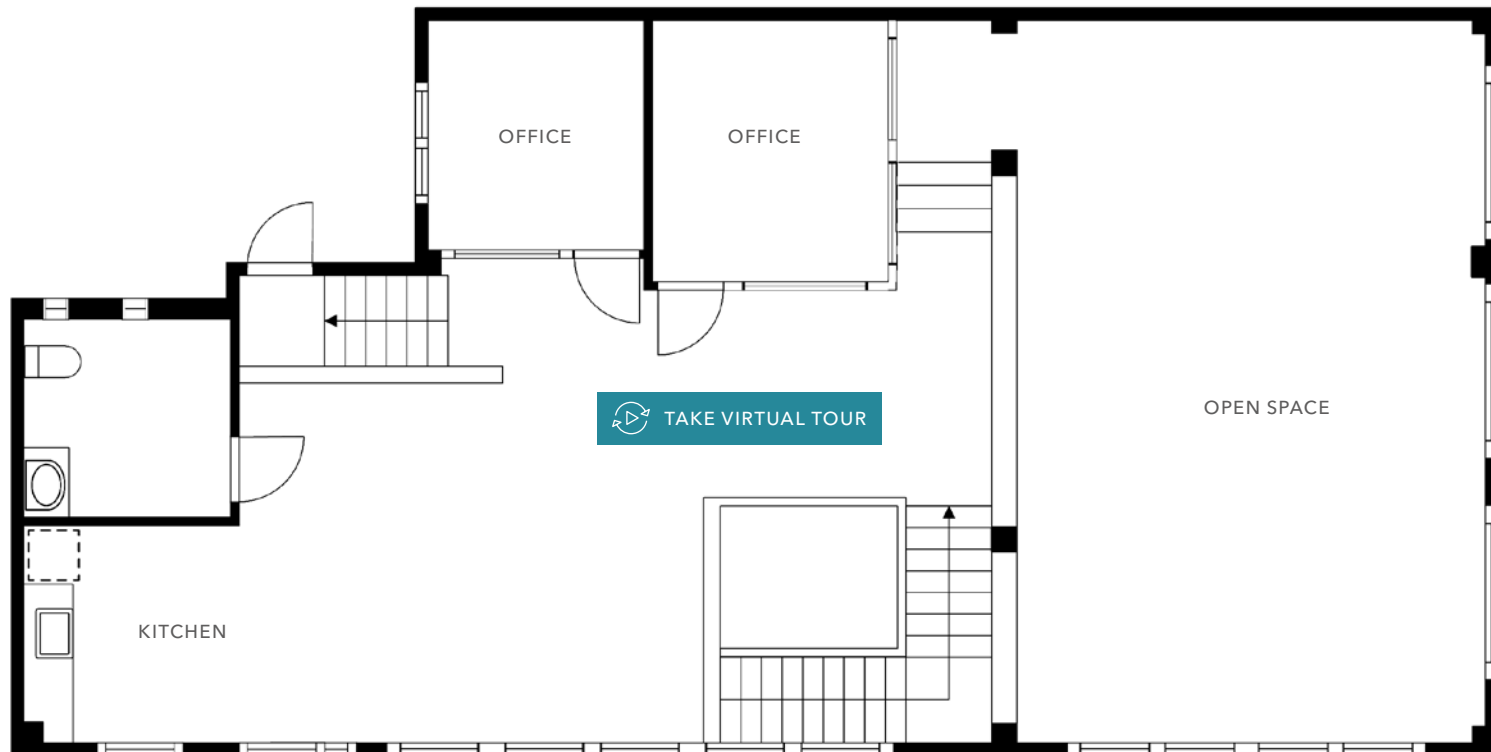 OFFICE
OFFICE
TAKE VIRTUAL TOUR
OPEN SPACE
KITCHEN